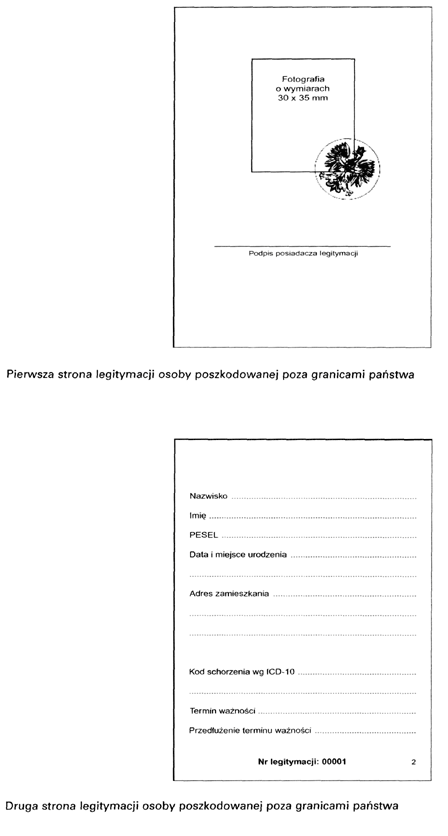 Fotografia
o wymiarach
30 x 35 mm
Podpis posiadacza legitymacji
Pierwsza strona legitymacji osoby poszkodowanej poza granicami państwa
Nazwisko ...............................................................
Imię ......................................................................
PESEL ..................................................................
Data i miejsce urodzenia ...........................................
..............................................................................
Adres zamieszkania .................................................
..............................................................................
..............................................................................
Kod schorzenia wg ICD-10 .........................................
..............................................................................
Termin ważności ......................................................
Przedłużenie terminu ważności ...................................
Nr legitymacji: 00001 2
Druga strona legitymacji osoby poszkodowanej poza granicami państwa